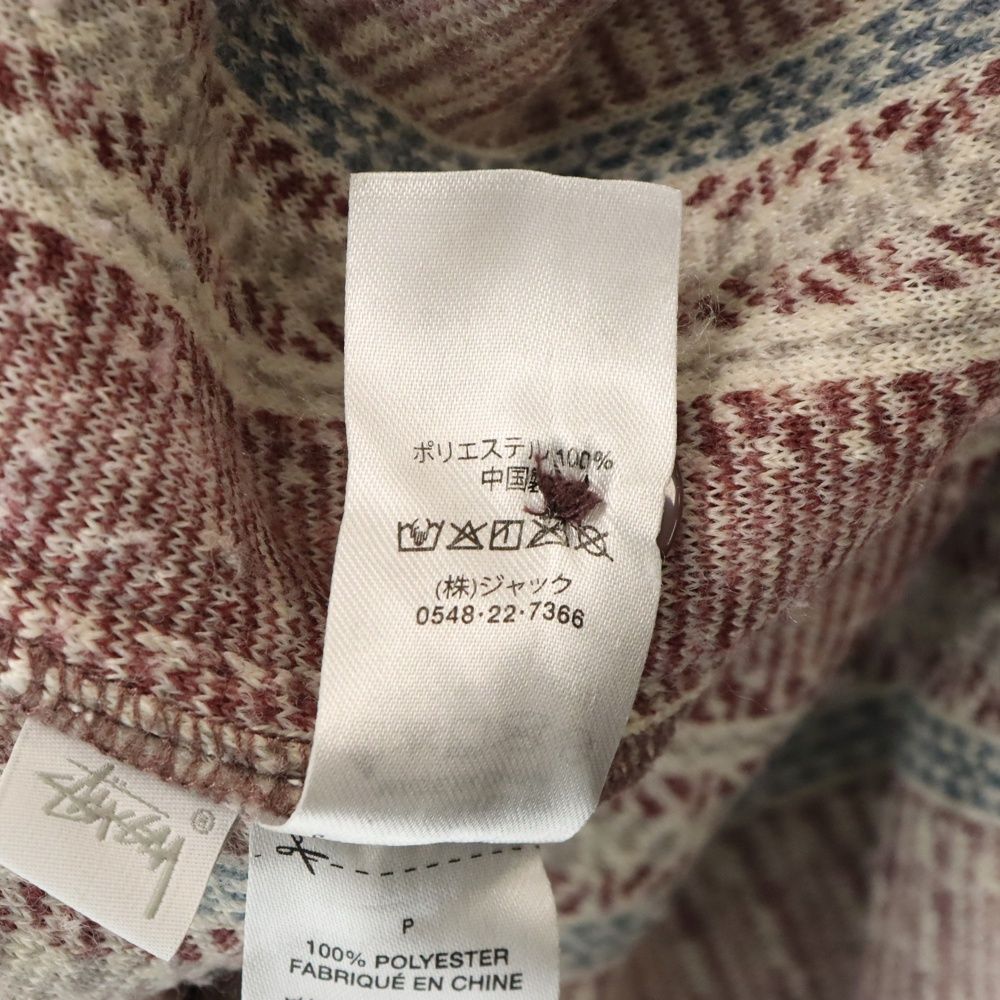 ポリエステル100%
中国製
(株)ジャック
0548・22・7366
STÜSSY ®
P
100% POLYESTER
FABRIQUÉ EN CHINE